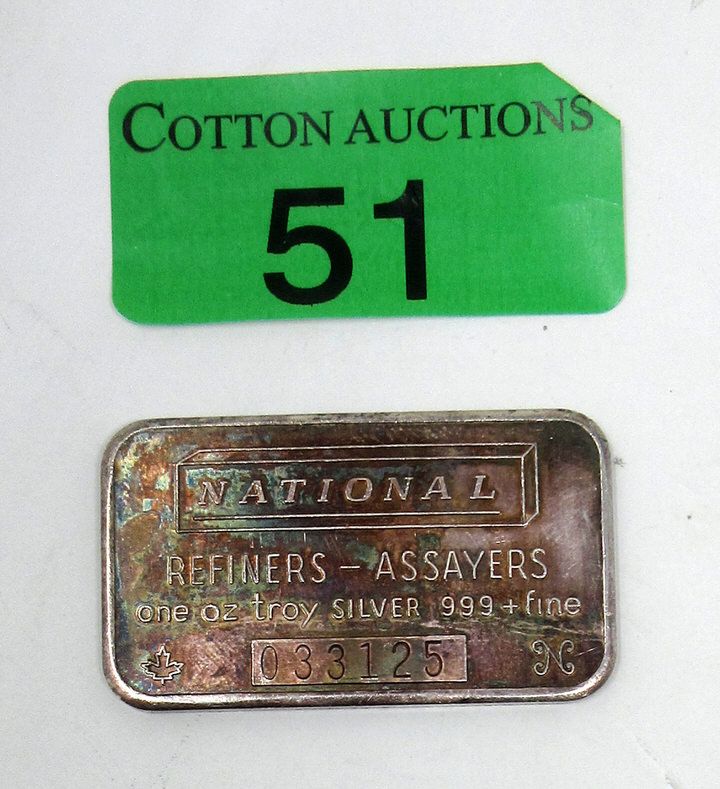 COTTON AUCTIONS
51
NATIONAL
REFINERS - ASSAYERS
one oz troy SILVER 999+fine
033125 N